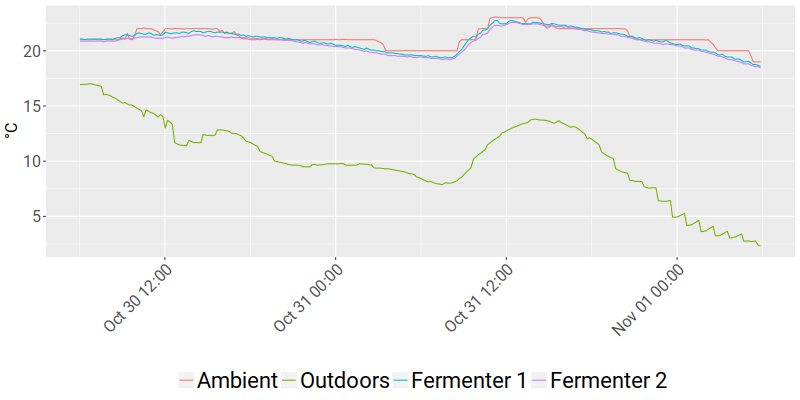 °C
20
15
10
5
Oct 30 12:00
Oct 31 00:00
Oct 31 12:00
Nov 01 00:00
Ambient Outdoors Fermenter 1 Fermenter 2